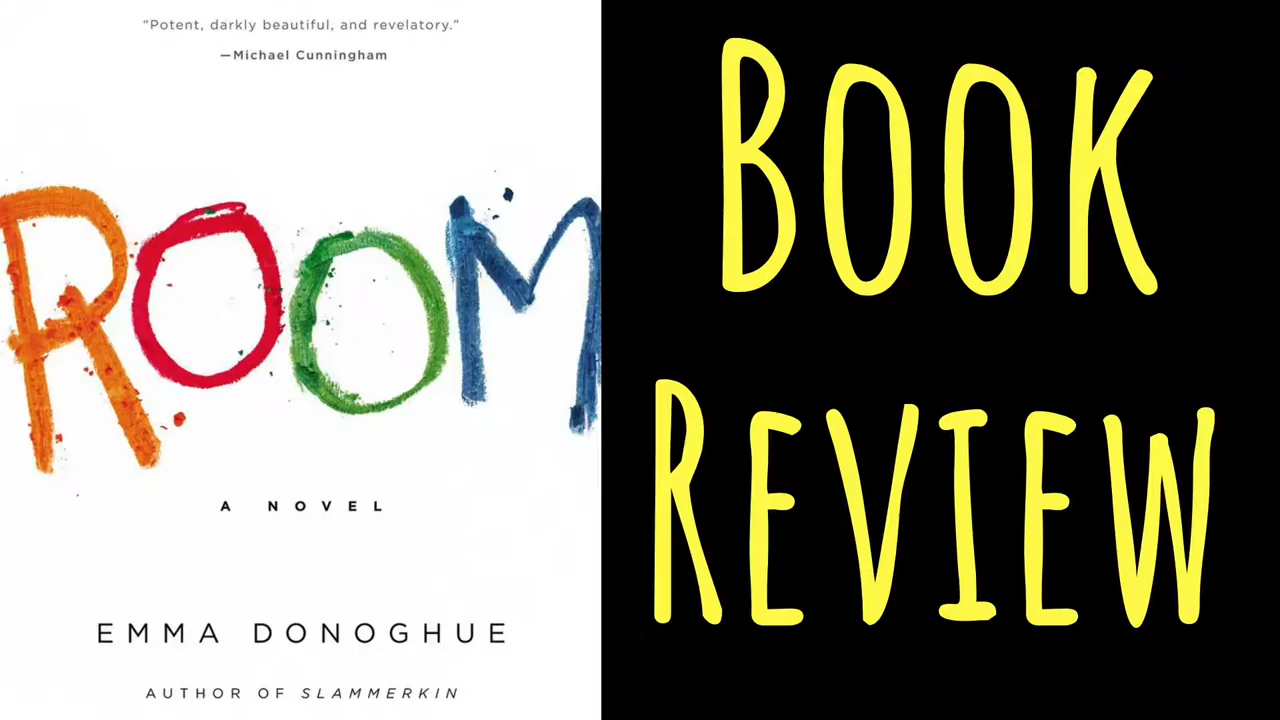 “Potent, darkly beautiful, and revelatory.”
—Michael Cunningham
ROOM
A NOVEL
EMMA DONOGHUE
AUTHOR OF SLAMMERKIN
BOOK
REVIEW